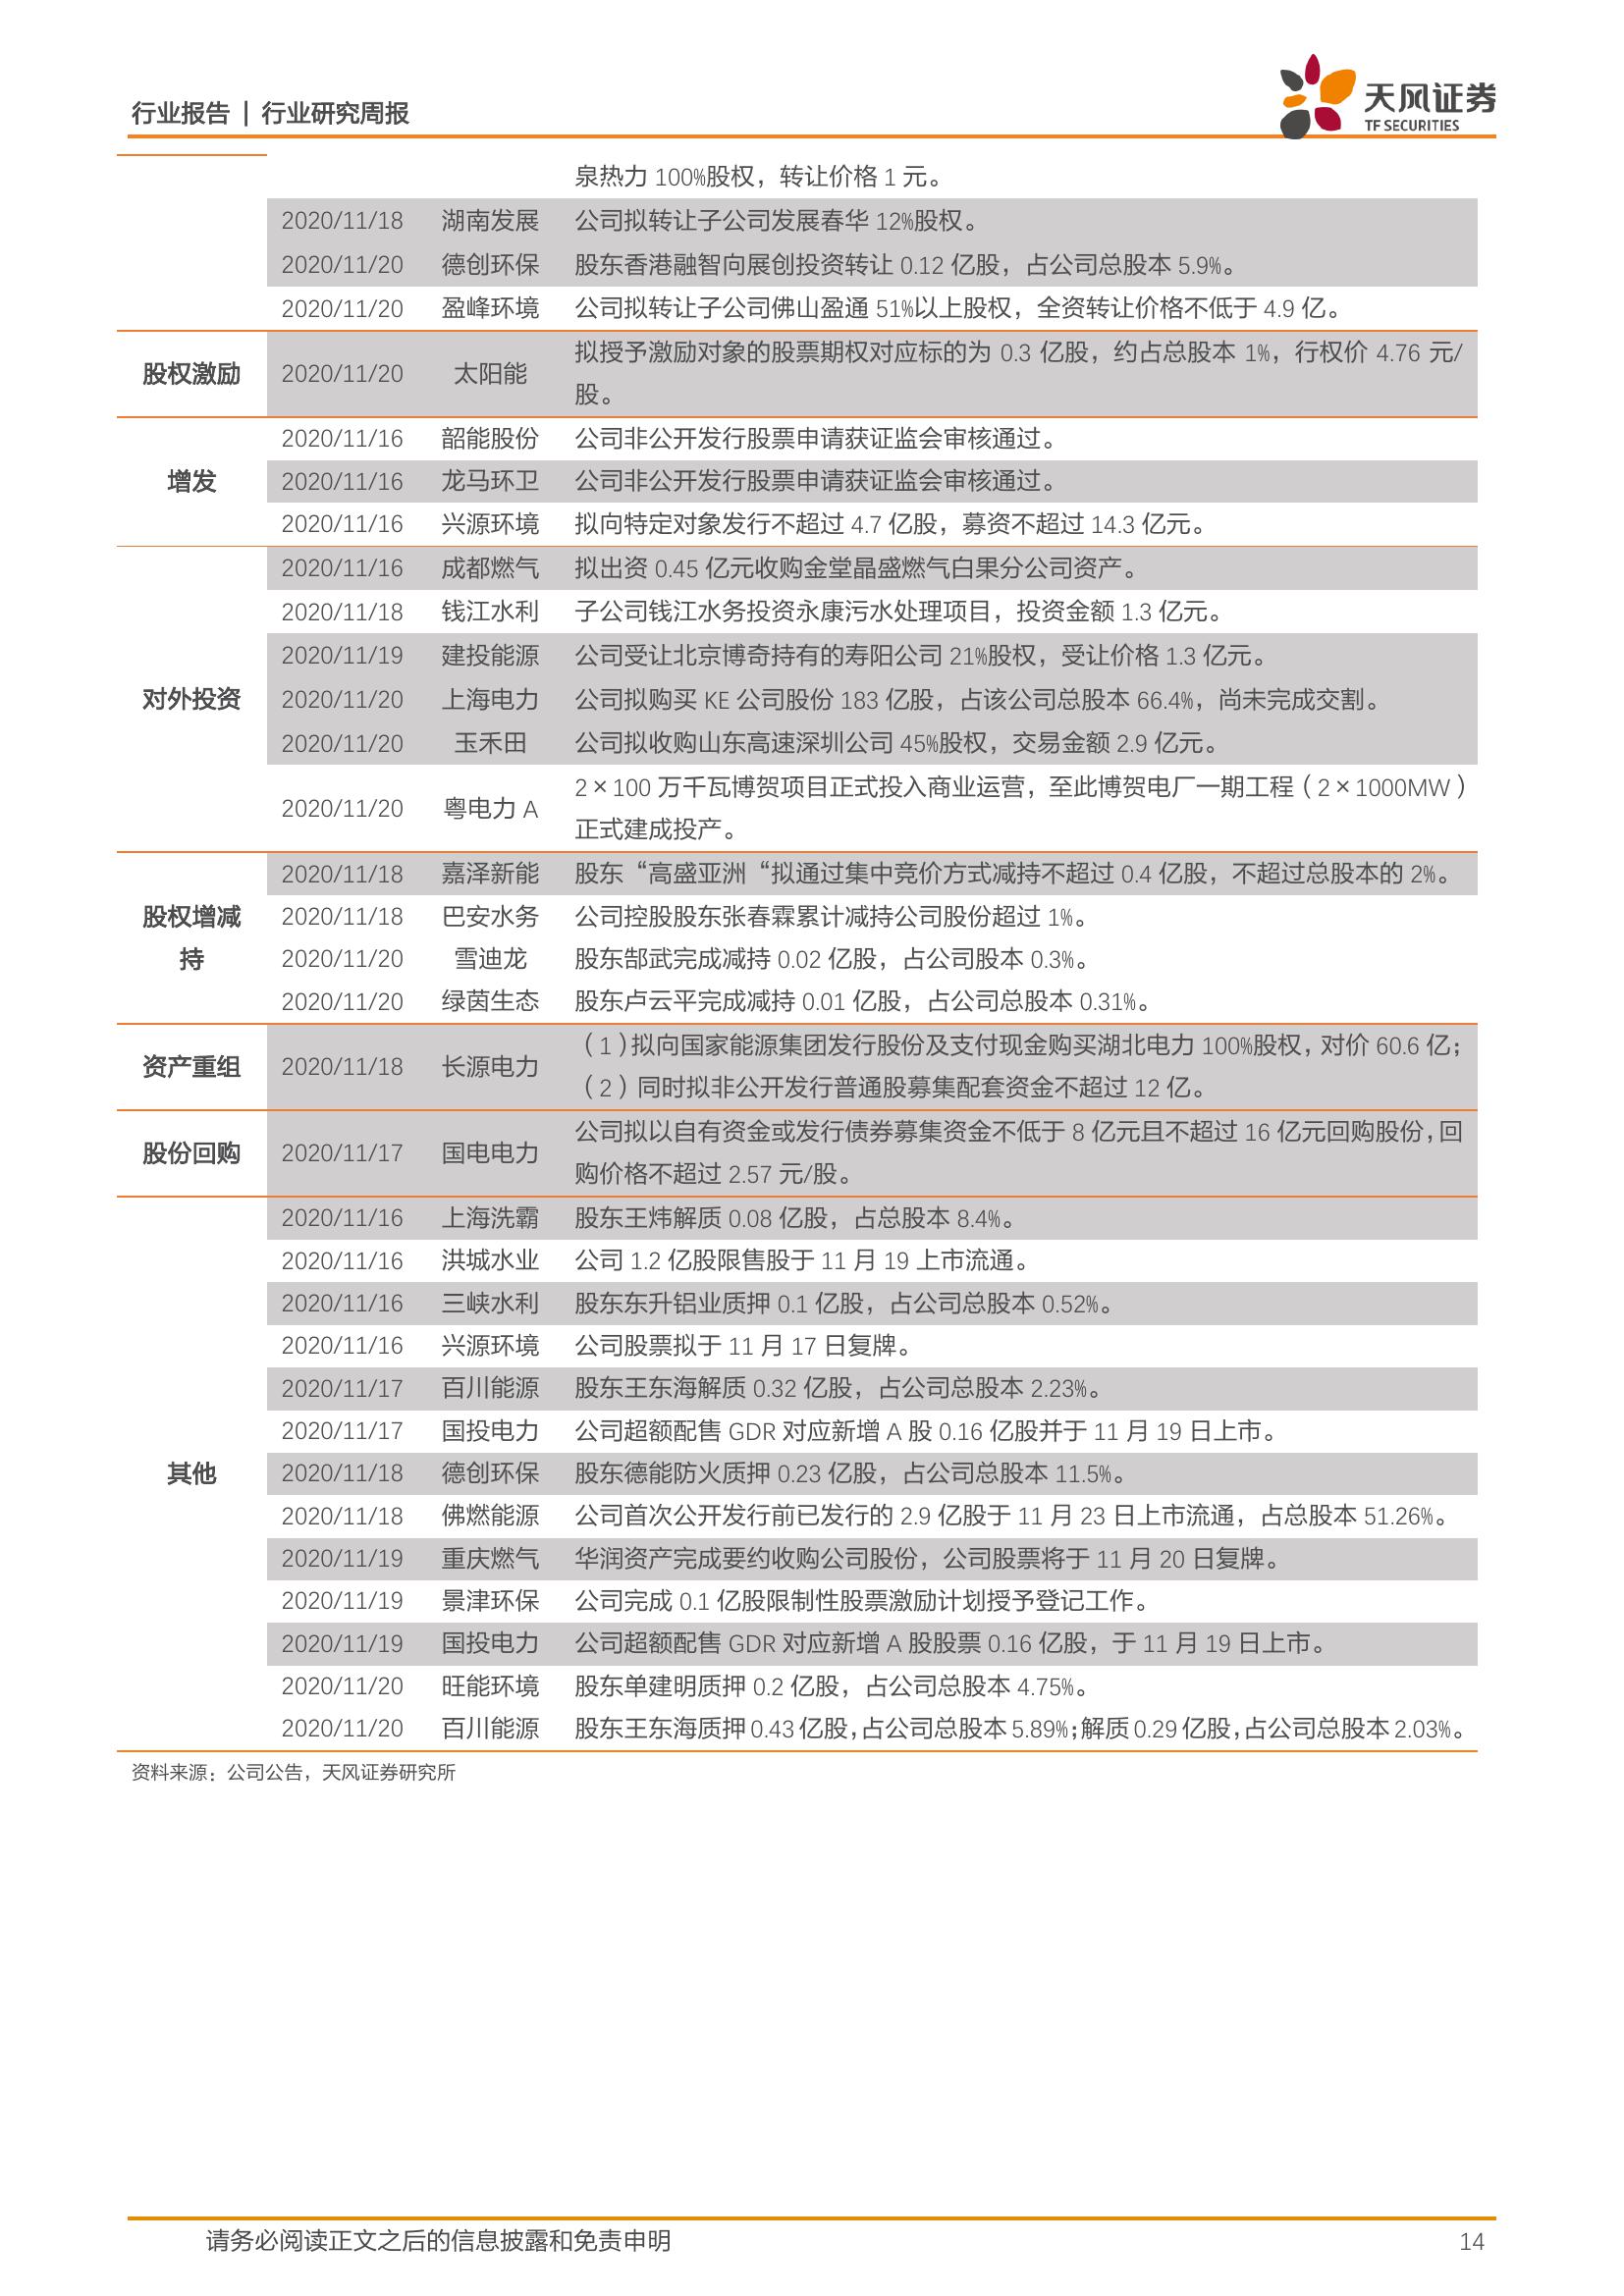 行业报告 | 行业研究周报
天风证券
TF SECURITIES
泉热力 100%股权，转让价格 1 元。
2020/11/18 湖南发展 公司拟转让子公司发展春华 12%股权。
2020/11/20 德创环保 股东香港融智向展创投资转让 0.12 亿股，占公司总股本 5.9%。
2020/11/20 盈峰环境 公司拟转让子公司佛山盈通 51%以上股权，全资转让价格不低于 4.9 亿。
股权激励 2020/11/20 太阳能 拟授予激励对象的股票期权对应标的为 0.3 亿股，约占总股本 1%，行权价 4.76 元/
股。
2020/11/16 韶能股份 公司非公开发行股票申请获证监会审核通过。
增发 2020/11/16 龙马环卫 公司非公开发行股票申请获证监会审核通过。
2020/11/16 兴源环境 拟向特定对象发行不超过 4.7 亿股，募资不超过 14.3 亿元。
2020/11/16 成都燃气 拟出资 0.45 亿元收购金堂晶盛燃气白果分公司资产。
2020/11/18 钱江水利 子公司钱江水务投资永康污水处理项目，投资金额 1.3 亿元。
2020/11/19 建投能源 公司受让北京博奇持有的寿阳公司 21%股权，受让价格 1.3 亿元。
对外投资 2020/11/20 上海电力 公司拟购买 KE 公司股份 183 亿股，占该公司总股本 66.4%，尚未完成交割。
2020/11/20 玉禾田 公司拟收购山东高速深圳公司 45%股权，交易金额 2.9 亿元。
2020/11/20 粤电力 A 2×100 万千瓦博贺项目正式投入商业运营，至此博贺电厂一期工程（2×1000MW）
正式建成投产。
2020/11/18 嘉泽新能 股东“高盛亚洲“拟通过集中竞价方式减持不超过 0.4 亿股，不超过总股本的 2%。
股权增减 2020/11/18 巴安水务 公司控股股东张春霖累计减持公司股份超过 1%。
持 2020/11/20 雪迪龙 股东郜武完成减持 0.02 亿股，占公司股本 0.3%。
2020/11/20 绿茵生态 股东卢云平完成减持 0.01 亿股，占公司总股本 0.31%。
资产重组 2020/11/18 长源电力 （1）拟向国家能源集团发行股份及支付现金购买湖北电力 100%股权，对价 60.6 亿；
（2）同时拟非公开发行普通股募集配套资金不超过 12 亿。
股份回购 2020/11/17 国电电力 公司拟以自有资金或发行债券募集资金不低于 8 亿元且不超过 16 亿元回购股份，回
购价格不超过 2.57 元/股。
2020/11/16 上海洗霸 股东王炜解质 0.08 亿股，占总股本 8.4%。
2020/11/16 洪城水业 公司 1.2 亿股限售股于 11 月 19 上市流通。
2020/11/16 三峡水利 股东东升铝业质押 0.1 亿股，占公司总股本 0.52%。
2020/11/16 兴源环境 公司股票拟于 11 月 17 日复牌。
2020/11/17 百川能源 股东王东海解质 0.32 亿股，占公司总股本 2.23%。
2020/11/17 国投电力 公司超额配售 GDR 对应新增 A 股 0.16 亿股并于 11 月 19 日上市。
其他 2020/11/18 德创环保 股东德能防火质押 0.23 亿股，占公司总股本 11.5%。
2020/11/18 佛燃能源 公司首次公开发行前已发行的 2.9 亿股于 11 月 23 日上市流通，占总股本 51.26%。
2020/11/19 重庆燃气 华润资产完成要约收购公司股份，公司股票将于 11 月 20 日复牌。
2020/11/19 景津环保 公司完成 0.1 亿股限制性股票激励计划授予登记工作。
2020/11/19 国投电力 公司超额配售 GDR 对应新增 A 股股票 0.16 亿股，于 11 月 19 日上市。
2020/11/20 旺能环境 股东单建明质押 0.2 亿股，占公司总股本 4.75%。
2020/11/20 百川能源 股东王东海质押 0.43 亿股，占公司总股本 5.89%；解质 0.29 亿股，占公司总股本 2.03%。
资料来源：公司公告，天风证券研究所
请务必阅读正文之后的信息披露和免责申明 14